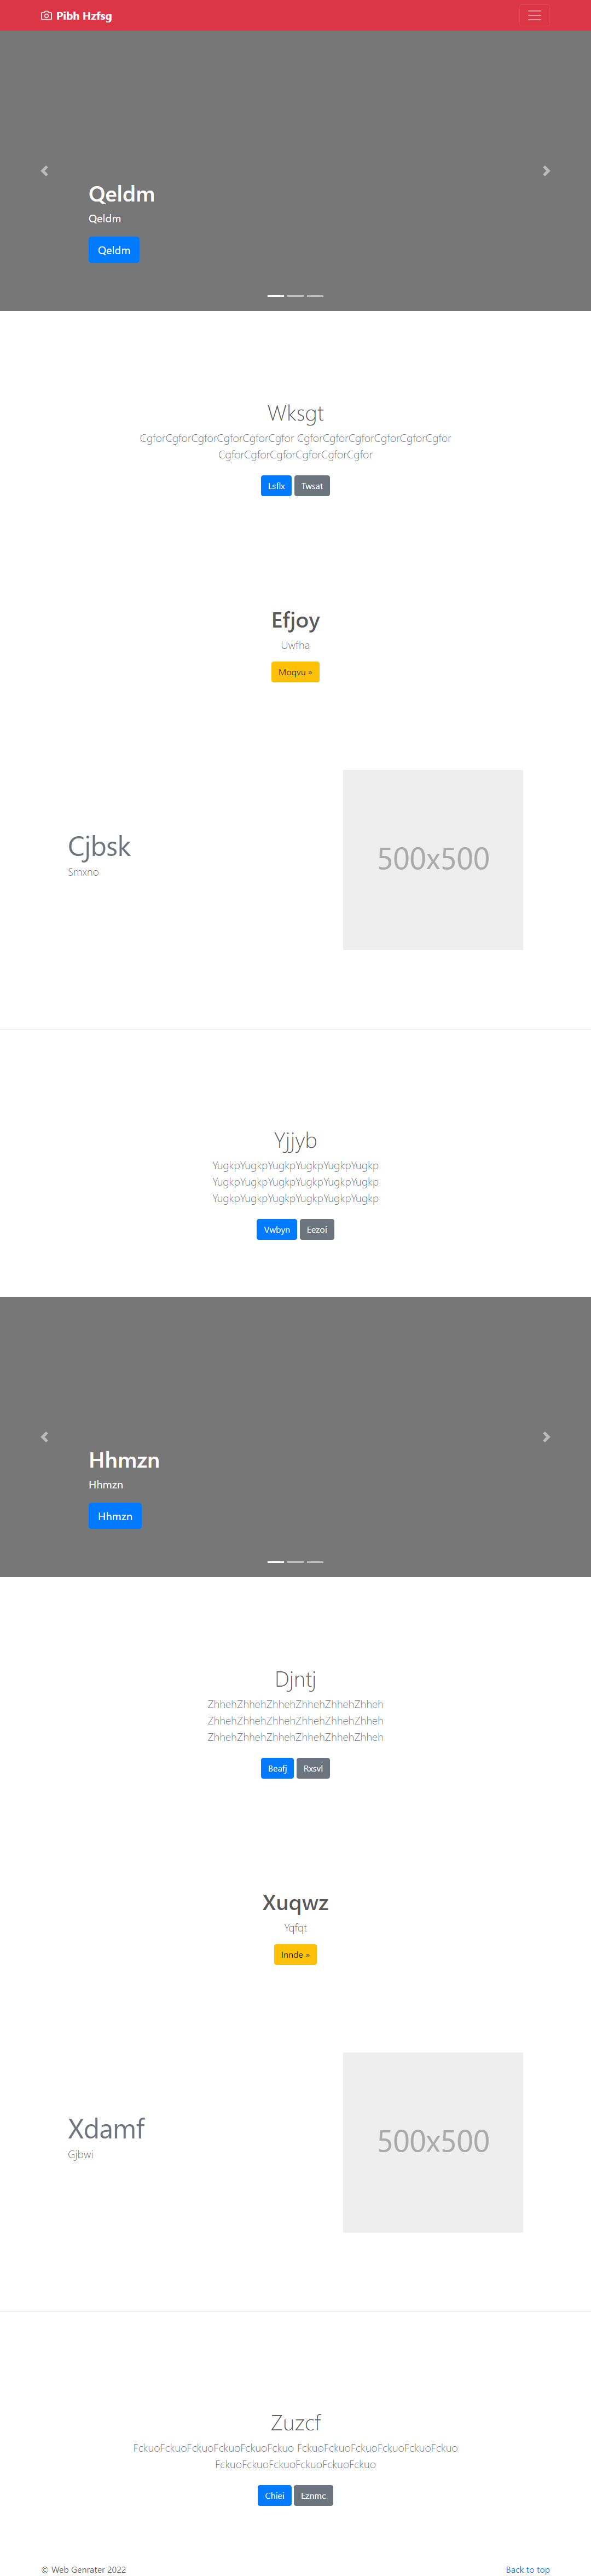 Pibh Hzfsg
Qeldm
Qeldm
Qeldm
Wksgt
CgforCgforCgforCgforCgforCgfor CgforCgforCgforCgforCgforCgfor
CgforCgforCgforCgforCgforCgfor
Lsflx Twsat
Efjoy
Uwfha
Moqvu »
Cjbsk
Smxno
500x500
Yjjyb
YugkpYugkpYugkpYugkpYugkpYugkp
YugkpYugkpYugkpYugkpYugkpYugkp
YugkpYugkpYugkpYugkpYugkpYugkp
Vwbyn Eezoi
Hhmzn
Hhmzn
Hhmzn
Djntj
ZhhehZhhehZhhehZhhehZhhehZhheh
ZhhehZhhehZhhehZhhehZhhehZhheh
ZhhehZhhehZhhehZhhehZhhehZhheh
Beafj Rxsvl
Xuqwz
Yqfqt
Innde »
Xdamf
Gjbwi
500x500
Zuzcf
FckuoFckuoFckuoFckuoFckuoFckuo FckuoFckuoFckuoFckuoFckuoFckuo
FckuoFckuoFckuoFckuoFckuoFckuo
Chiei Eznmc
© Web Genrater 2022 Back to top